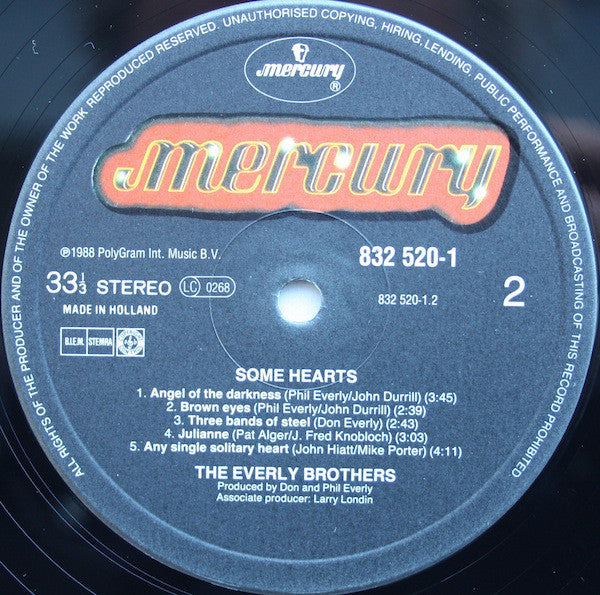 ALL RIGHTS OF THE PRODUCER AND OF THE OWNER OF THE WORK REPRODUCED RESERVED. UNAUTHORISED COPYING, HIRING, LENDING, PUBLIC PERFORMANCE AND BROADCASTING OF THIS RECORD PROHIBITED
mercury
®
mercury
℗1988 PolyGram Int. Music B.V.
832 520-1
33⅓ STEREO LC 0268
832 520-1.2
2
MADE IN HOLLAND
B.I.E.M. STEMRA
SOME HEARTS
1. Angel of the darkness (Phil Everly/John Durrill) (3:45)
2. Brown eyes (Phil Everly/John Durrill) (2:39)
3. Three bands of steel (Don Everly) (2:43)
4. Julianne (Pat Alger/J. Fred Knobloch) (3:03)
5. Any single solitary heart (John Hiatt/Mike Porter) (4:11)
THE EVERLY BROTHERS
Produced by Don and Phil Everly
Associate producer: Larry Londin